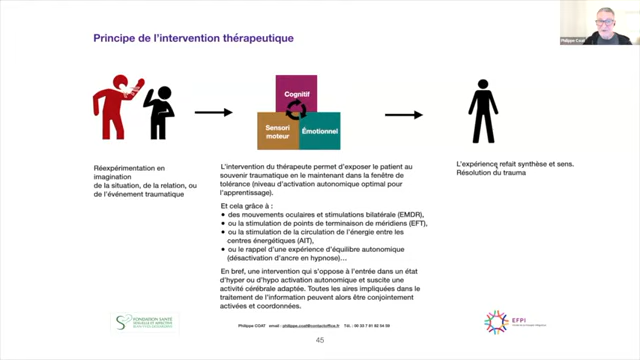 Principe de l'intervention thérapeutique
Philippe Coat
Cognitif
Sensori
moteur
Émotionnel
Réexpérimentation en
imagination
de la situation, de la relation, ou
de l'événement traumatique
L'intervention du thérapeute permet d'exposer le patient au
souvenir traumatique en le maintenant dans la fenêtre de
tolérance (niveau d'activation autonomique optimal pour
l'apprentissage).
Et cela grâce à :
• des mouvements oculaires et stimulations bilatérale (EMDR),
• ou la stimulation de points de terminaison de méridiens (EFT),
• ou la stimulation de la circulation de l'énergie entre les
centres énergétiques (AIT),
• ou le rappel d'une expérience d'équilibre autonomique
(désactivation d'ancre en hypnose)…
En bref, une intervention qui s'oppose à l'entrée dans un état
d'hyper ou d'hypo activation autonomique et suscite une
activité cérébrale adaptée. Toutes les aires impliquées dans le
traitement de l'information peuvent alors être conjointement
activées et coordonnées.
L'expérience refait synthèse et sens.
Résolution du trauma
FONDATION SANTÉ
Philippe COAT email : philippe.coat@contactoffice.fr Tél. : 06 33 7 81 82 54 05
EFPI
45